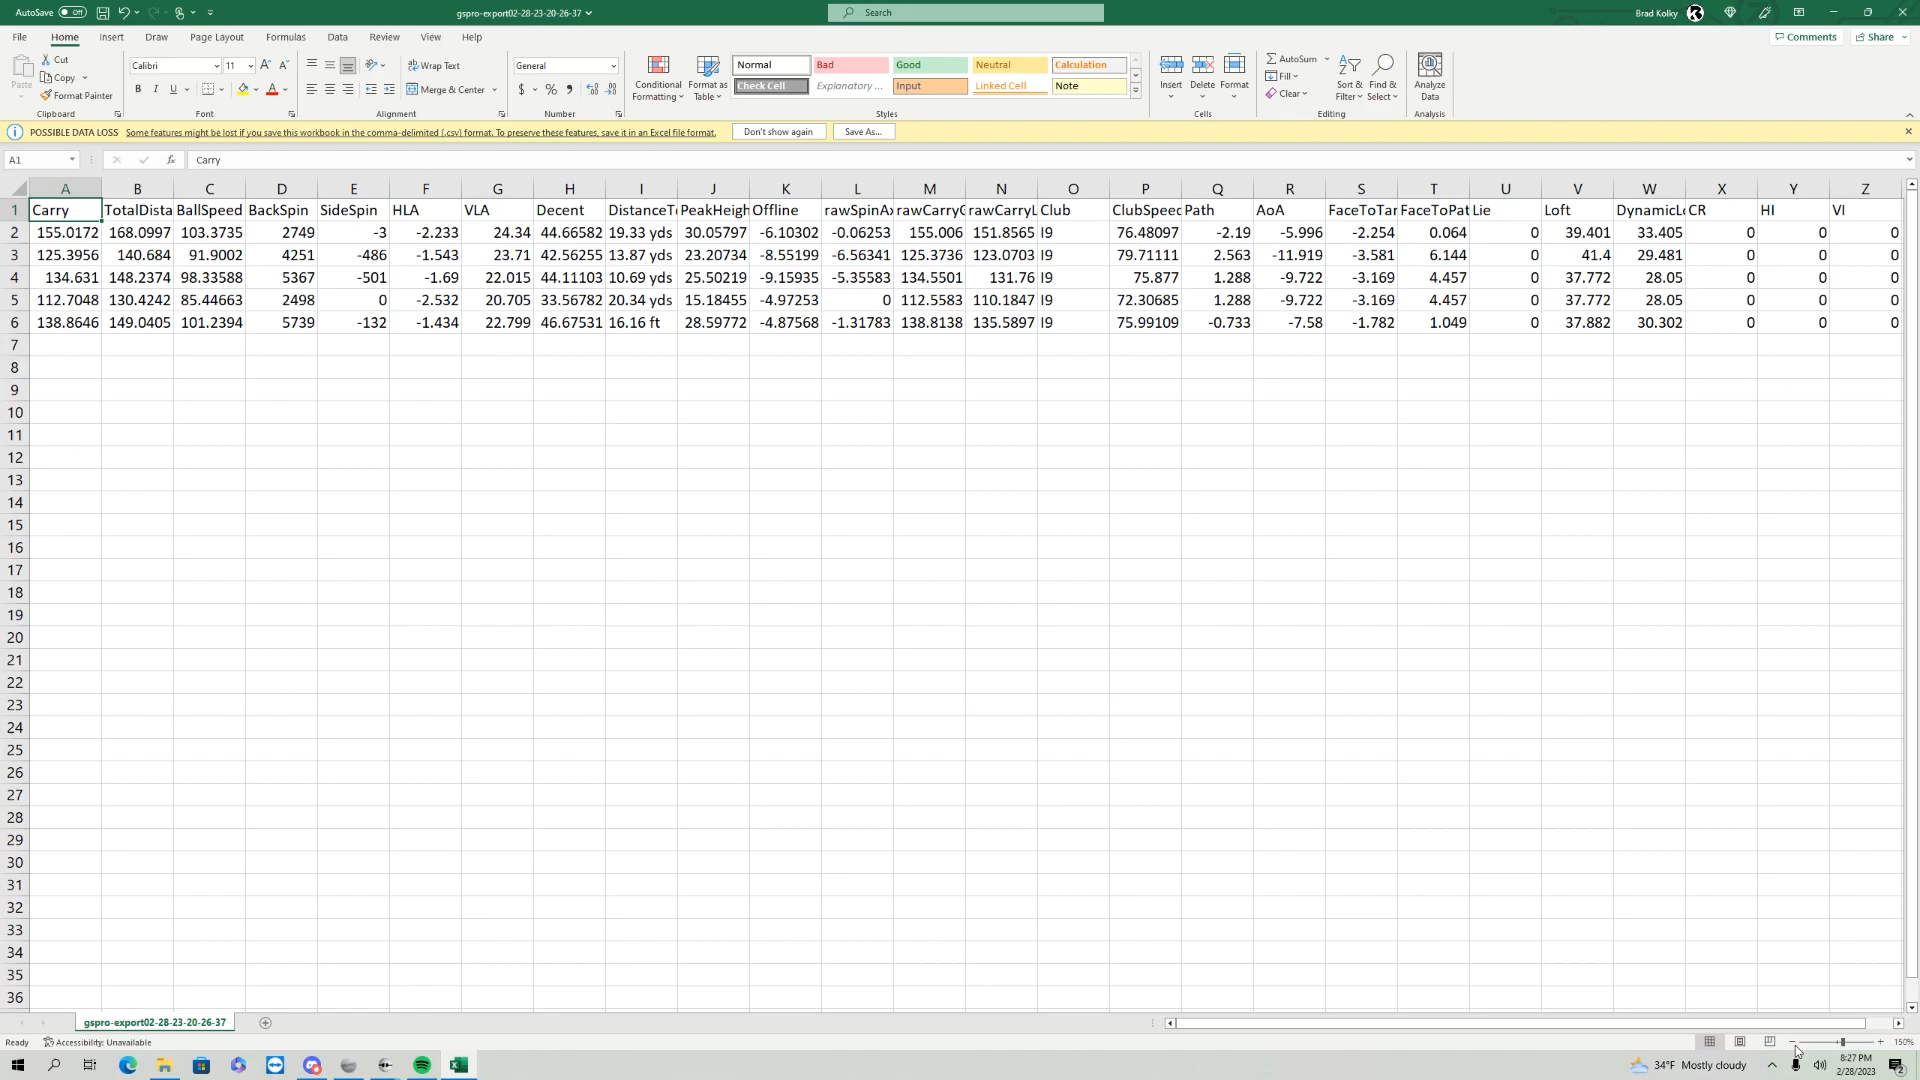 AutoSave Off
gspro-export02-28-23-20-26-37
Search
Brad Kolky
File Home Insert Draw Page Layout Formulas Data Review View Help
Comments Share
Paste
Cut
Copy
Format Painter
Clipboard
Calibri 11
B I U
Font
Wrap Text
Merge & Center
Alignment
General
$ %
Number
Conditional Formatting
Format as Table
Normal Bad Good Neutral Calculation
Check Cell Explanatory ... Input Linked Cell Note
Styles
Insert Delete Format
Cells
AutoSum
Fill
Clear
Sort & Filter
Find & Select
Editing
Analyze Data
Analysis
POSSIBLE DATA LOSS Some features might be lost if you save this workbook in the comma-delimited (.csv) format. To preserve these features, save it in an Excel file format. Don't show again Save As...
A1 fx Carry
A B C D E F G H I J K L M N O P Q R S T U V W X Y Z
1 Carry TotalDista BallSpeed BackSpin SideSpin HLA VLA Decent DistanceTo PeakHeigh Offline rawSpinAx rawCarryG rawCarryL Club ClubSpeed Path AoA FaceToTar FaceToPat Lie Loft DynamicLo CR HI VI
2 155.0172 168.0997 103.3735 2749 -3 -2.233 24.34 44.66582 19.33 yds 30.05797 -6.10302 -0.06253 155.006 151.8565 I9 76.48097 -2.19 -5.996 -2.254 0.064 0 39.401 33.405 0 0 0
3 125.3956 140.684 91.9002 4251 -486 -1.543 23.71 42.56255 13.87 yds 23.20734 -8.55199 -6.56341 125.3736 123.0703 I9 79.71111 2.563 -11.919 -3.581 6.144 0 41.4 29.481 0 0 0
4 134.631 148.2374 98.33588 5367 -501 -1.69 22.015 44.11103 10.69 yds 25.50219 -9.15935 -5.35583 134.5501 131.76 I9 75.877 1.288 -9.722 -3.169 4.457 0 37.772 28.05 0 0 0
5 112.7048 130.4242 85.44663 2498 0 -2.532 20.705 33.56782 20.34 yds 15.18455 -4.97253 0 112.5583 110.1847 I9 72.30685 1.288 -9.722 -3.169 4.457 0 37.772 28.05 0 0 0
6 138.8646 149.0405 101.2394 5739 -132 -1.434 22.799 46.67531 16.16 ft 28.59772 -4.87568 -1.31783 138.8138 135.5897 I9 75.99109 -0.733 -7.58 -1.782 1.049 0 37.882 30.302 0 0 0
7
8
9
10
11
12
13
14
15
16
17
18
19
20
21
22
23
24
25
26
27
28
29
30
31
32
33
34
35
36
gspro-export02-28-23-20-26-37
Ready Accessibility: Unavailable
150%
34°F Mostly cloudy
8:27 PM
2/28/2023
2